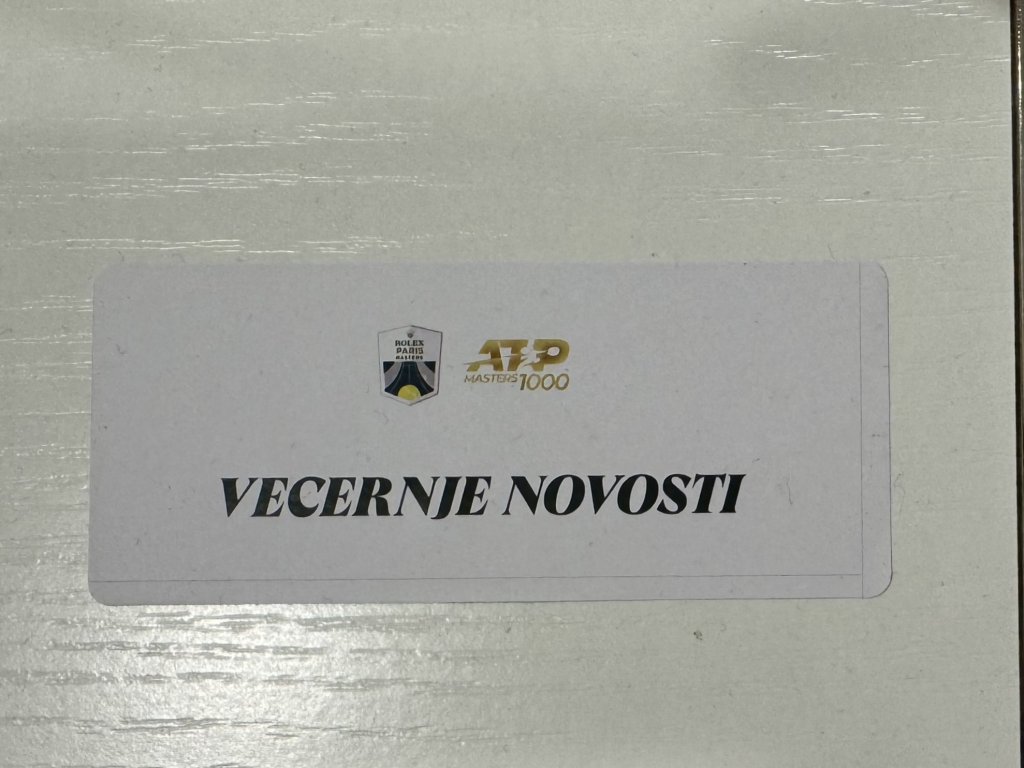 ROLEX
PARIS
MASTERS
ATP
MASTERS 1000
VECERNJE NOVOSTI